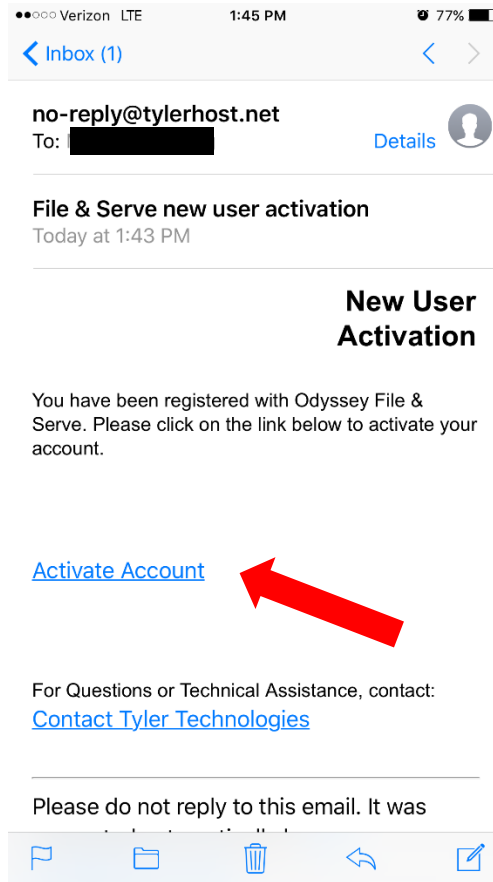 Verizon LTE 1:45 PM 77%
Inbox (1)
no-reply@tylerhost.net
To: Details
File & Serve new user activation
Today at 1:43 PM
New User
Activation
You have been registered with Odyssey File &
Serve. Please click on the link below to activate your
account.
Activate Account
For Questions or Technical Assistance, contact:
Contact Tyler Technologies
Please do not reply to this email. It was